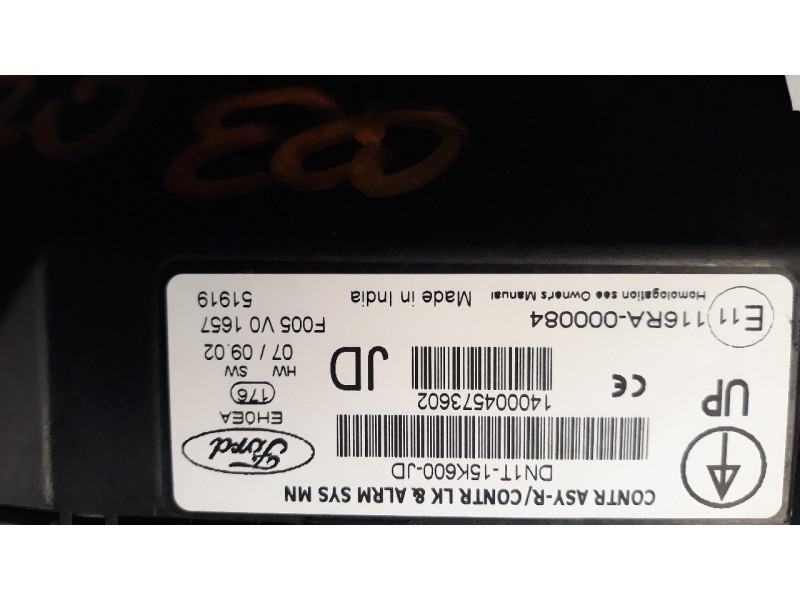 ECO
CONTR ASY-R/CONTR LK & ALRM SYS MN
DN1T-15K600-JD
UP
CE
140004573602
JD
E11 116RA-000084
Homologation see Owner's Manual
Made in India
Ford
EH0EA
176
HW SW
07 / 09.02
F005 V0 1657
51919